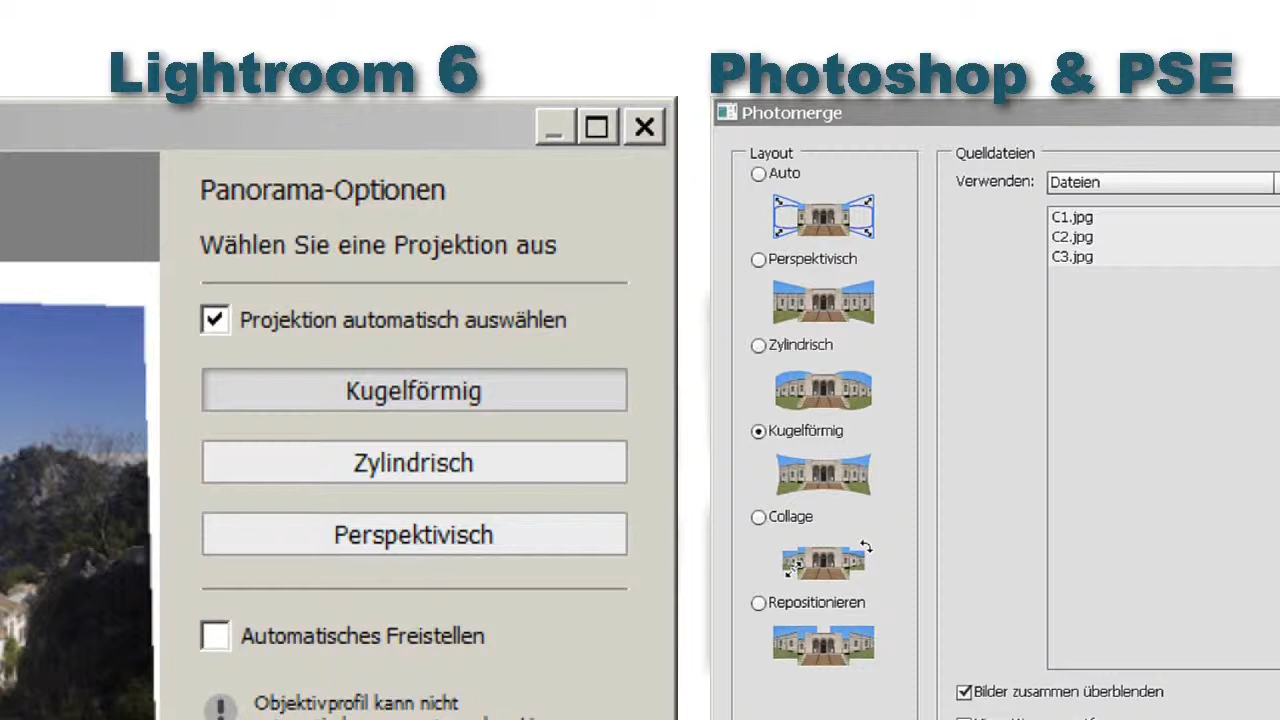 Lightroom 6
Photoshop & PSE
Panorama-Optionen
Wählen Sie eine Projektion aus
Projektion automatisch auswählen
Kugelförmig
Zylindrisch
Perspektivisch
Automatisches Freistellen
Objektivprofil kann nicht
Photomerge
Layout
Auto
Perspektivisch
Zylindrisch
Kugelförmig
Collage
Repositionieren
Quelldateien
Verwenden: Dateien
C1.jpg
C2.jpg
C3.jpg
Bilder zusammen überblenden